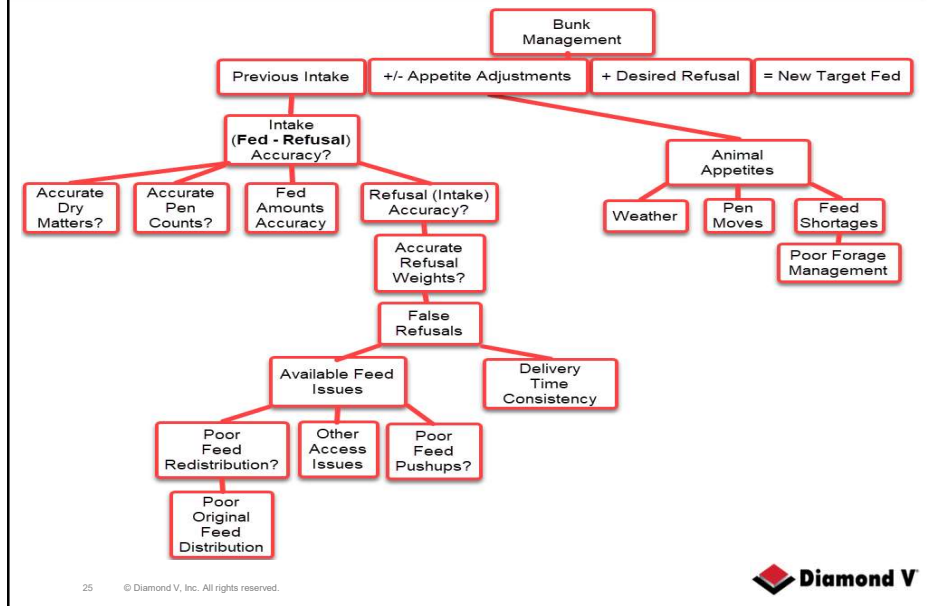 Bunk
Management
Previous Intake
+/- Appetite Adjustments
+ Desired Refusal
= New Target Fed
Intake
(Fed - Refusal)
Accuracy?
Animal
Appetites
Accurate
Dry
Matters?
Accurate
Pen
Counts?
Fed
Amounts
Accuracy
Refusal (Intake)
Accuracy?
Weather
Pen
Moves
Feed
Shortages
Accurate
Refusal
Weights?
Poor Forage
Management
False
Refusals
Available Feed
Issues
Delivery
Time
Consistency
Poor
Feed
Redistribution?
Other
Access
Issues
Poor
Feed
Pushups?
Poor
Original
Feed
Distribution
25
© Diamond V, Inc. All rights reserved.
Diamond V